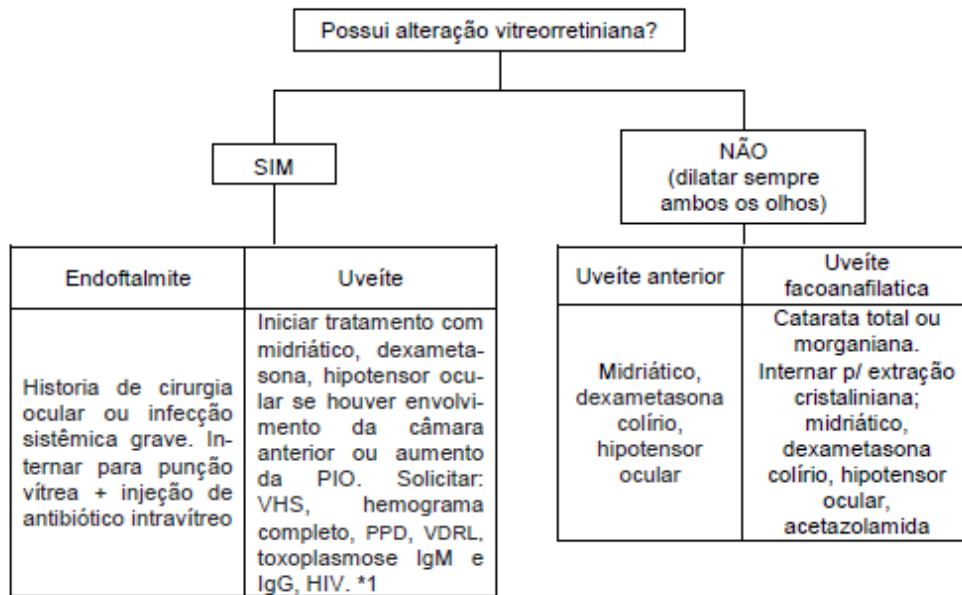 Possui alteração vitreorretiniana?
SIM
NÃO
(dilatar sempre
ambos os olhos)
Endoftalmite
Historia de cirurgia
ocular ou infecção
sistêmica grave. In-
ternar para punção
vítrea + injeção de
antibiótico intravítreo
Uveíte
Iniciar tratamento com
midriático, dexameta-
sona, hipotensor ocu-
lar se houver envolvi
mento da câmara
anterior ou aumento
da PIO. Solicitar:
VHS, hemograma
completo, PPD, VDRL,
toxoplasmose IgM e
IgG, HIV. *1
Uveíte anterior
Midriático,
dexametasona
colírio,
hipotensor
ocular
Uveíte
facoanafilatica
Catarata total ou
morganiana.
Internar p/ extração
cristaliniana;
midriático,
dexametasona
colírio, hipotensor
ocular,
acetazolamida